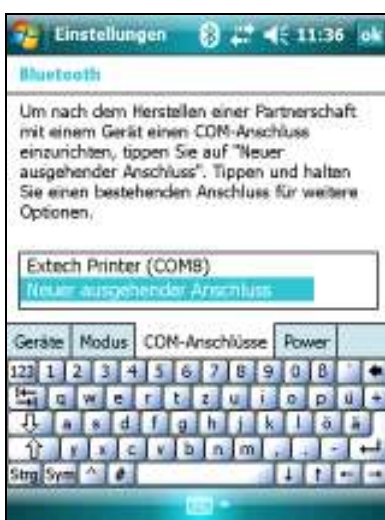 Einstellungen 11:36 ok
Bluetooth
Um nach dem Herstellen einer Partnerschaft
mit einem Gerät einen COM-Anschluss
einzurichten, tippen Sie auf "Neuer
ausgehender Anschluss". Tippen und halten
Sie einen bestehenden Anschluss für weitere
Optionen.
Extech Printer (COM8)
Neuer ausgehender Anschluss
Geräte Modus COM-Anschlüsse Power
123 1 2 3 4 5 6 7 8 9 0 ß ´
q w e r t z u i o p ü +
a s d f g h j k l ö ä
y x c v b n m , . -
Strg Sym ^ #